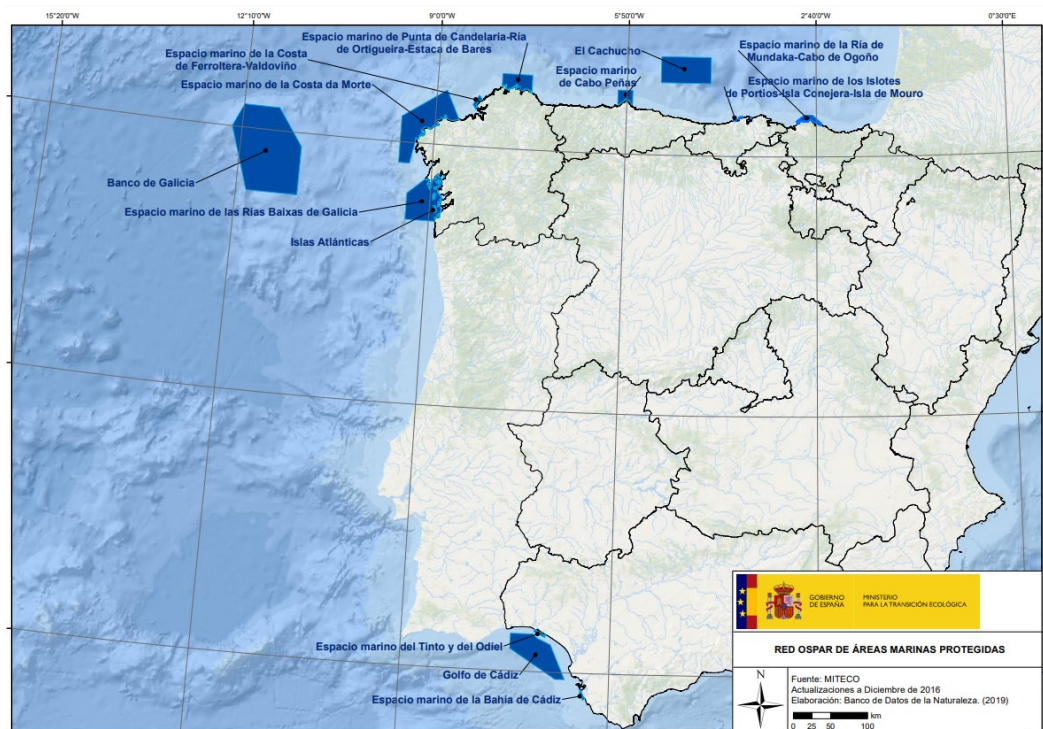 15°20'0"W
12°10'0"W
9°0'0"W
5°50'0"W
2°40'0"W
0°30'0"E
Espacio marino de Punta de Candelaria-Ría
de Ortigueira-Estaca de Bares
Espacio marino de la Costa
de Ferroltera-Valdoviño
Espacio marino de la Costa da Morte
El Cachucho
Espacio marino
de Cabo Peñas
Espacio marino de la Ría de
Mundaka-Cabo de Ogoño
Espacio marino de los Islotes
de Portios-Isla Conejera-Isla de Mouro
Banco de Galicia
Espacio marino de las Rías Baixas de Galicia
Islas Atlánticas
Espacio marino del Tinto y del Odiel
Golfo de Cádiz
Espacio marino de la Bahía de Cádiz
GOBIERNO
DE ESPAÑA
MINISTERIO
PARA LA TRANSICIÓN ECOLÓGICA
RED OSPAR DE ÁREAS MARINAS PROTEGIDAS
N
Fuente: MITECO
Actualizaciones a Diciembre de 2016
Elaboración: Banco de Datos de la Naturaleza. (2019)
km
0 25 50 100